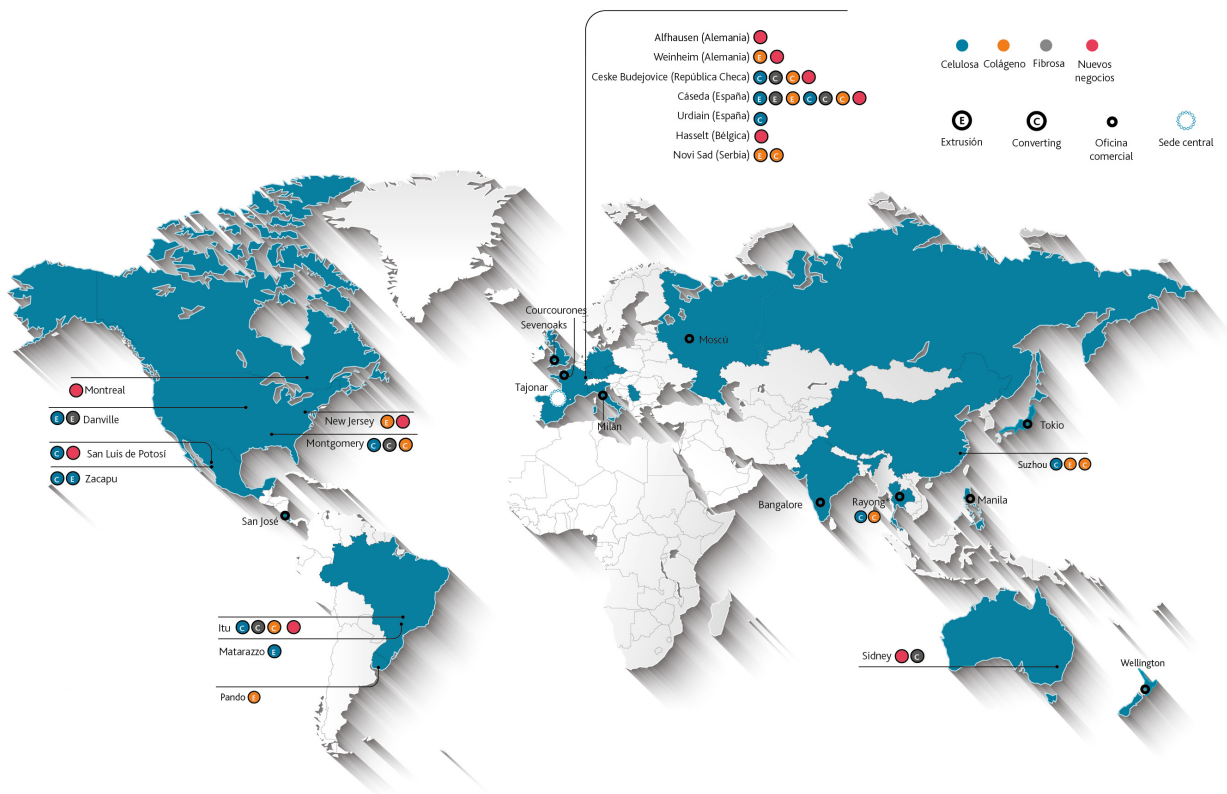 Alfhausen (Alemania)
Weinheim (Alemania) E
Ceske Budejovice (República Checa) C C C
Cáseda (España) E E E C C C
Urdiain (España) C
Hasselt (Bélgica)
Novi Sad (Serbia) E C
Celulosa Colágeno Fibrosa Nuevos
negocios
E C
Extrusión Converting Oficina
comercial Sede central
Courcourones
Sevenoaks
Moscú
Tajonar
Milán
Montreal
E E Danville
New Jersey E
Montgomery C C C
C San Luis de Potosí
C E Zacapu
San José
Tokio
Suzhou C E C
Bangalore
Rayong*
C C
Manila
Itu C C C
Matarazzo E
Pando E
Sidney C
Wellington